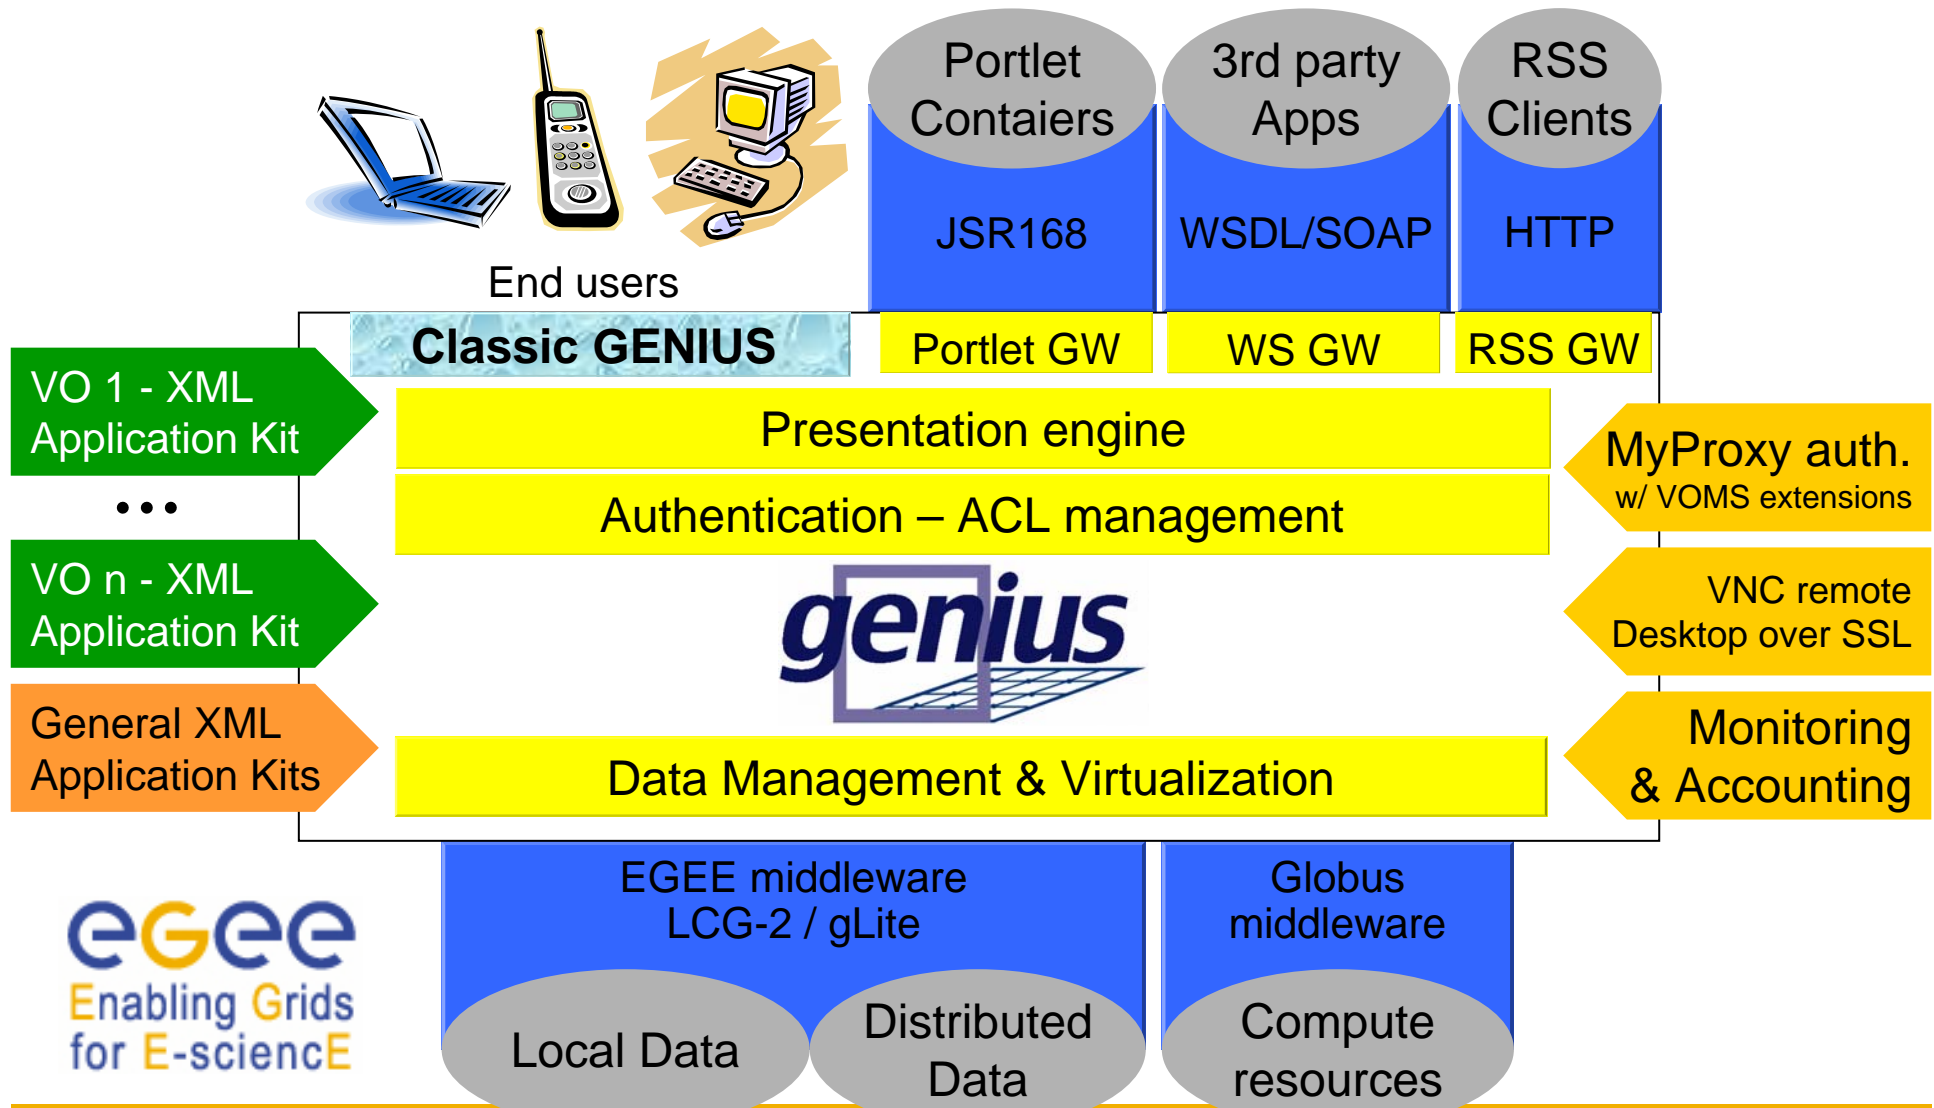 Portlet
Contaiers
3rd party
Apps
RSS
Clients
JSR168
WSDL/SOAP
HTTP
End users
Classic GENIUS
Portlet GW
WS GW
RSS GW
VO 1 - XML
Application Kit
Presentation engine
MyProxy auth.
w/ VOMS extensions
...
Authentication – ACL management
VO n - XML
Application Kit
genius
VNC remote
Desktop over SSL
General XML
Application Kits
Data Management & Virtualization
Monitoring
& Accounting
EGEE middleware
LCG-2 / gLite
Globus
middleware
eGee
Enabling Grids
for E-sciencE
Local Data
Distributed
Data
Compute
resources